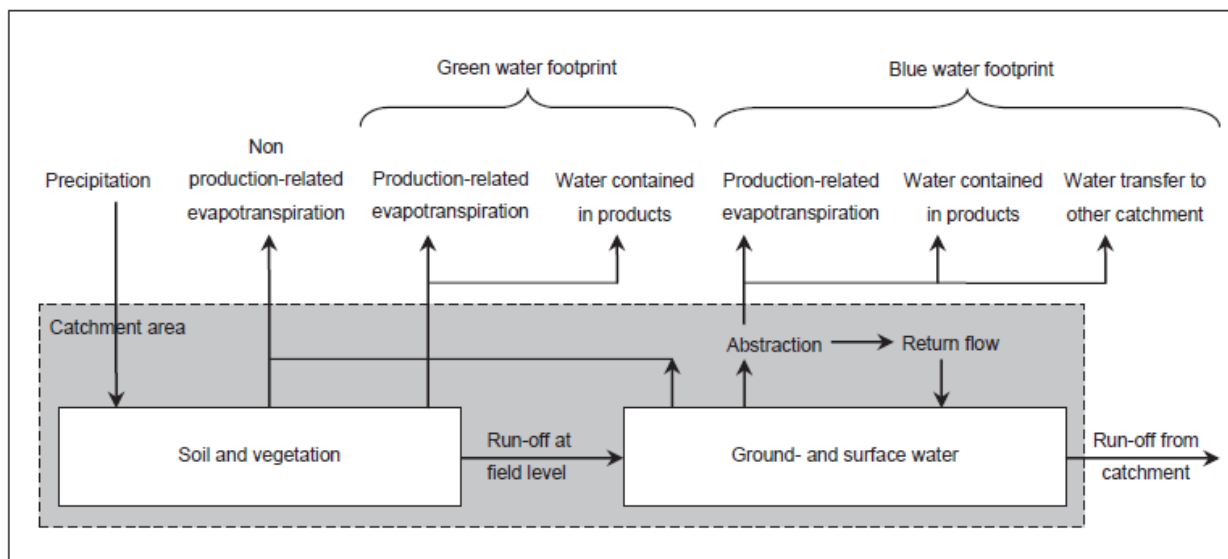 Green water footprint
Blue water footprint
Precipitation
Non
production-related
evapotranspiration
Production-related
evapotranspiration
Water contained
in products
Production-related
evapotranspiration
Water contained
in products
Water transfer to
other catchment
Catchment area
Abstraction
Return flow
Soil and vegetation
Run-off at
field level
Ground- and surface water
Run-off from
catchment